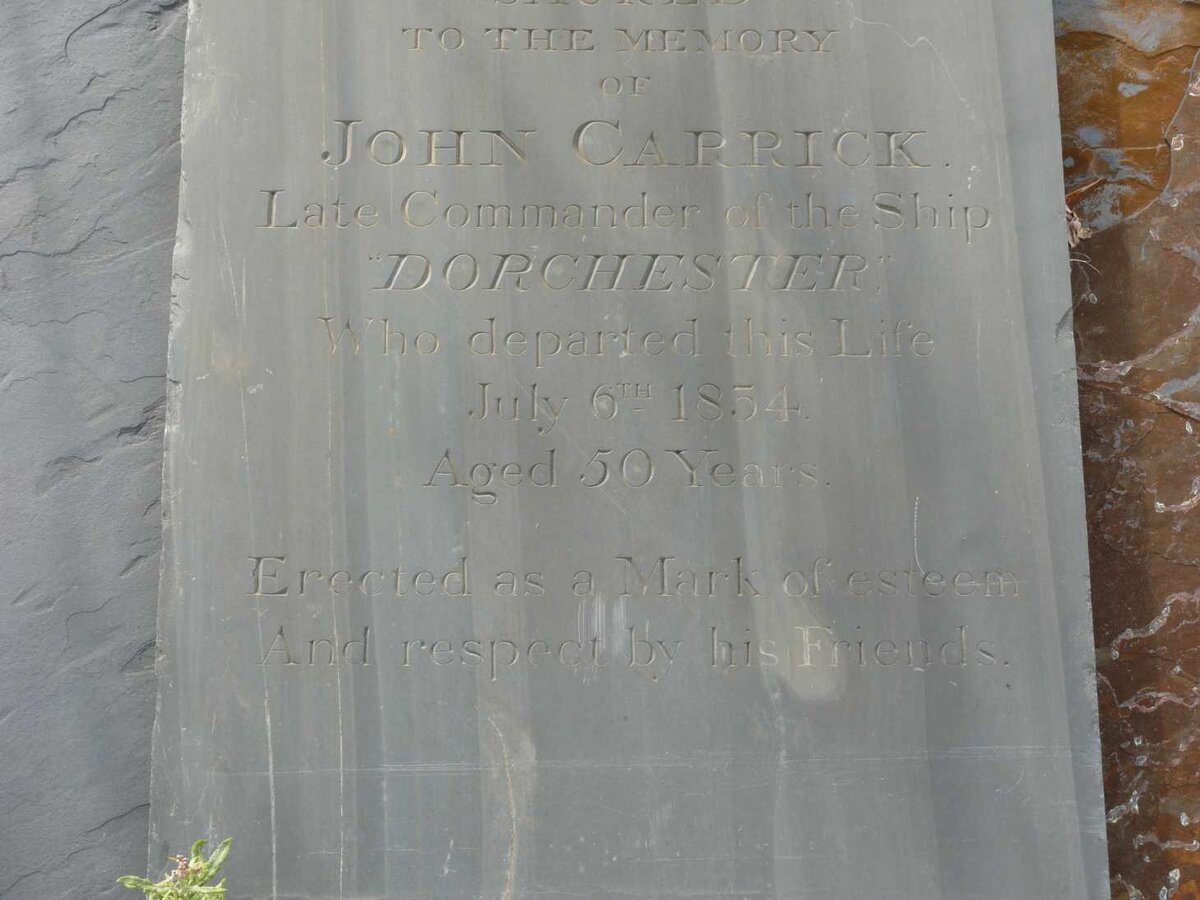 SACRED
TO THE MEMORY
OF
JOHN CARRICK.
Late Commander of the Ship
"DORCHESTER".
Who departed this Life
July 6TH 1854.
Aged 50 Years.
Erected as a Mark of esteem
And respect by his Friends.